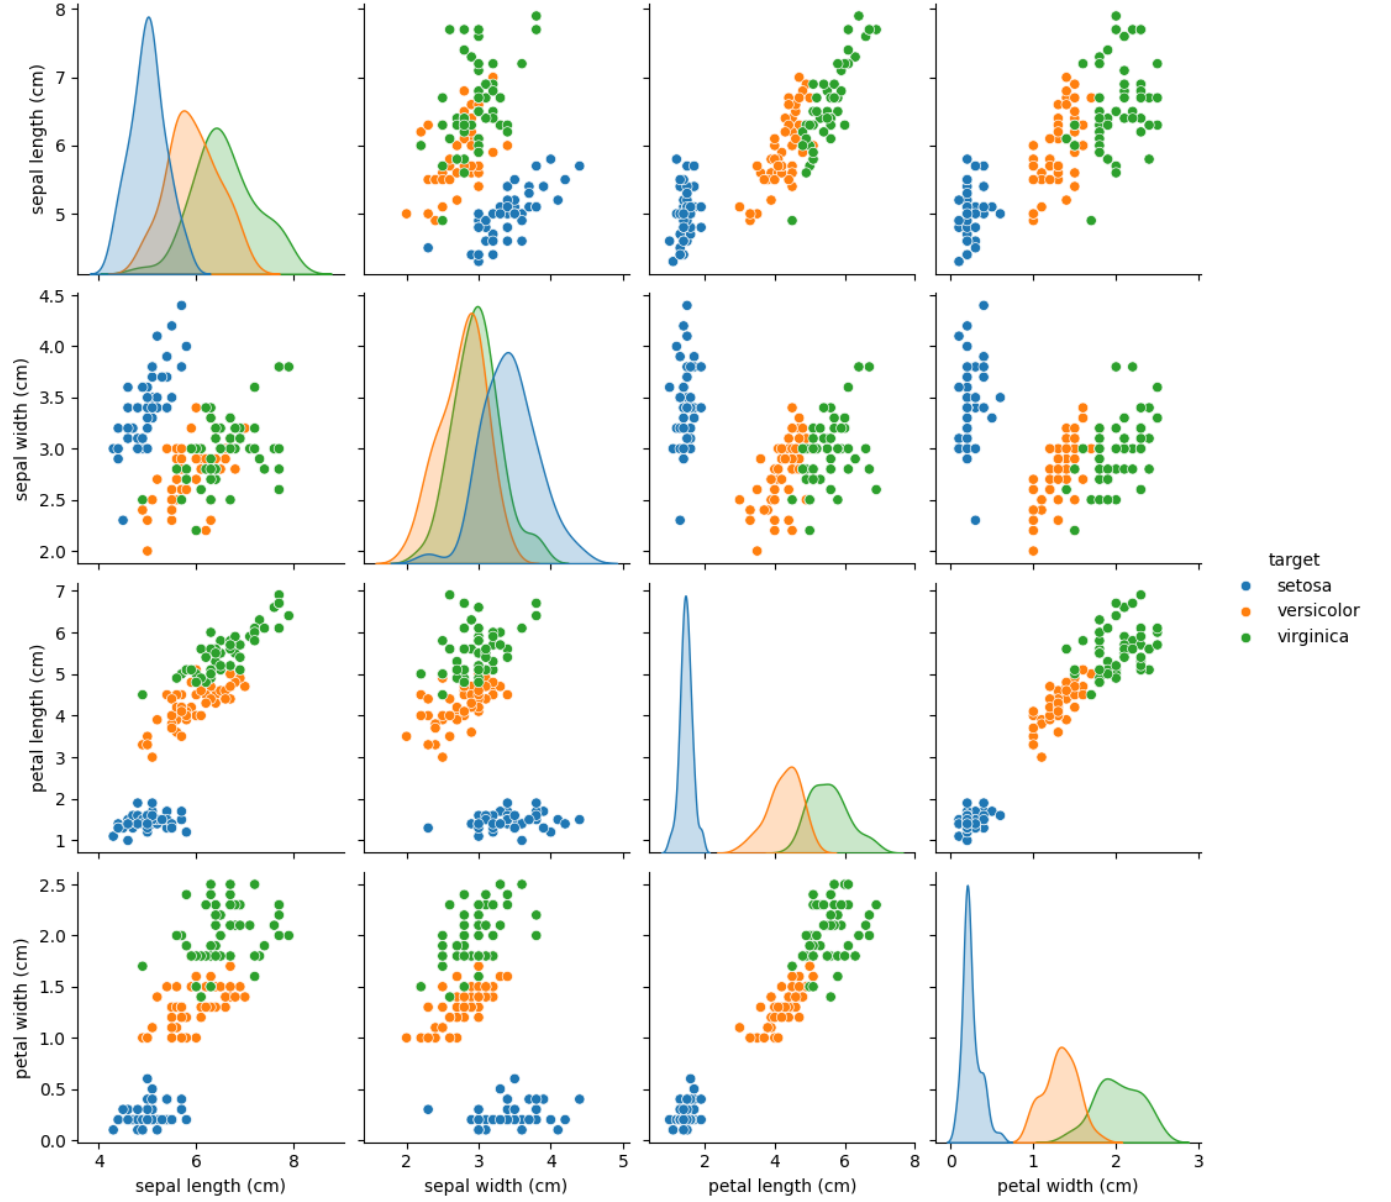 8
7
6
5
sepal length (cm)
4.5
4.0
3.5
3.0
2.5
2.0
sepal width (cm)
7
6
5
4
3
2
1
petal length (cm)
2.5
2.0
1.5
1.0
0.5
0.0
petal width (cm)
4 6 8
sepal length (cm)
2 3 4 5
sepal width (cm)
2 4 6 8
petal length (cm)
0 1 2 3
petal width (cm)
target
setosa
versicolor
virginica